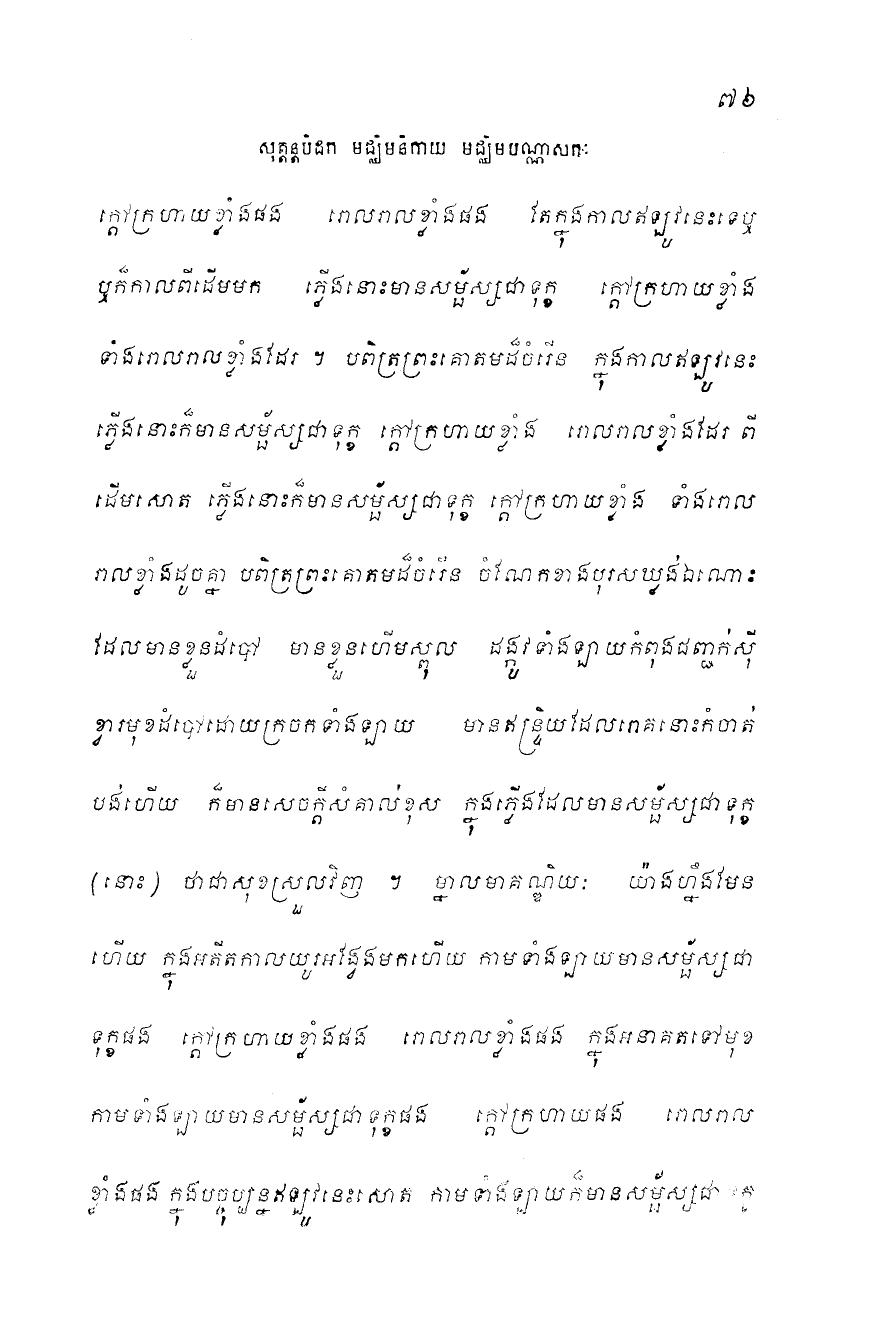 ៧៦
សុត្តន្តបិដក មជ្ឈិមនិកាយ មជ្ឈិមបណ្ណាសកៈ
ក្តៅក្រហាយខ្លាំងផង រោលរាលខ្លាំងផង តែក្នុងកាលឥឡូវនេះទេឬ
ឬក៏កាលពីដើមមក ភ្លើងនោះមានសម្ផ័ស្សជាទុក្ខ ក្តៅក្រហាយខ្លាំង
ទាំងរោលរាលខ្លាំងដែរ ។ បពិត្រព្រះគោតមដ៏ចំរើន ក្នុងកាលឥឡូវនេះ
ភ្លើងនោះក៏មានសម្ផ័ស្សជាទុក្ខ ក្តៅក្រហាយខ្លាំង រោលរាលខ្លាំងដែរ ពី
ដើមសោត ភ្លើងនោះក៏មានសម្ផ័ស្សជាទុក្ខ ក្តៅក្រហាយខ្លាំង ទាំងរោល
រាលខ្លាំងដូចគ្នា បពិត្រព្រះគោតមដ៏ចំរើន ចំណែកខាងបុរសឃ្លង់ឯណោះ
ដែលមានខ្លួនដំបៅ មានខ្លួនហើមស្ពុល ដង្កូវទាំងឡាយកំពុងជញ្ជក់ស៊ី
ខ្វារមុខដំបៅដោយក្រចកទាំងឡាយ មានឥន្ទ្រិយដែលរោគនោះកំចាត់
បង់ហើយ ក៏មានសេចក្តីសំគាល់ខុស ក្នុងភ្លើងដែលមានសម្ផ័ស្សជាទុក្ខ
(នោះ) ថាជាសុខស្រួលវិញ ។ ម្នាលមាគណ្ឌិយៈ យ៉ាងហ្នឹងមែន
ហើយ ក្នុងអតីតកាលយូរអង្វែងមកហើយ កាមទាំងឡាយមានសម្ផ័ស្សជា
ទុក្ខផង ក្តៅក្រហាយខ្លាំងផង រោលរាលខ្លាំងផង ក្នុងអនាគតទៅមុខ
កាមទាំងឡាយមានសម្ផ័ស្សជាទុក្ខផង ក្តៅក្រហាយផង រោលរាល
ខ្លាំងផង ក្នុងបច្ចុប្បន្នឥឡូវនេះសោត កាមទាំងឡាយក៏មានសម្ផ័ស្សជា